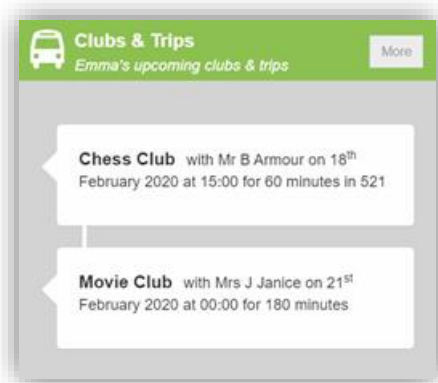 Clubs & Trips
Emma's upcoming clubs & trips
More
Chess Club with Mr B Armour on 18th
February 2020 at 15:00 for 60 minutes in 521
Movie Club with Mrs J Janice on 21st
February 2020 at 00:00 for 180 minutes